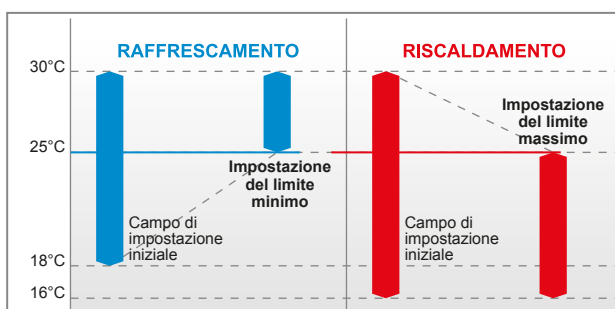 RAFFRESCAMENTO
RISCALDAMENTO
30°C
25°C
18°C
16°C
Impostazione
del limite
minimo
Campo di
impostazione
iniziale
Impostazione
del limite
massimo
Campo di
impostazione
iniziale